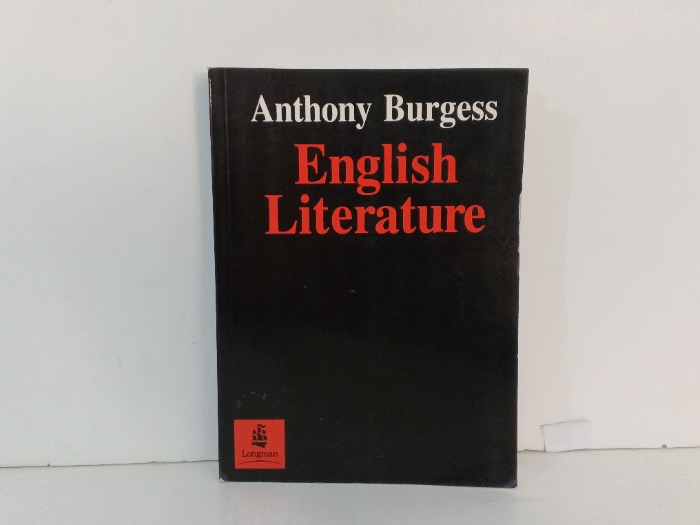 Anthony Burgess
English
Literature
Longman